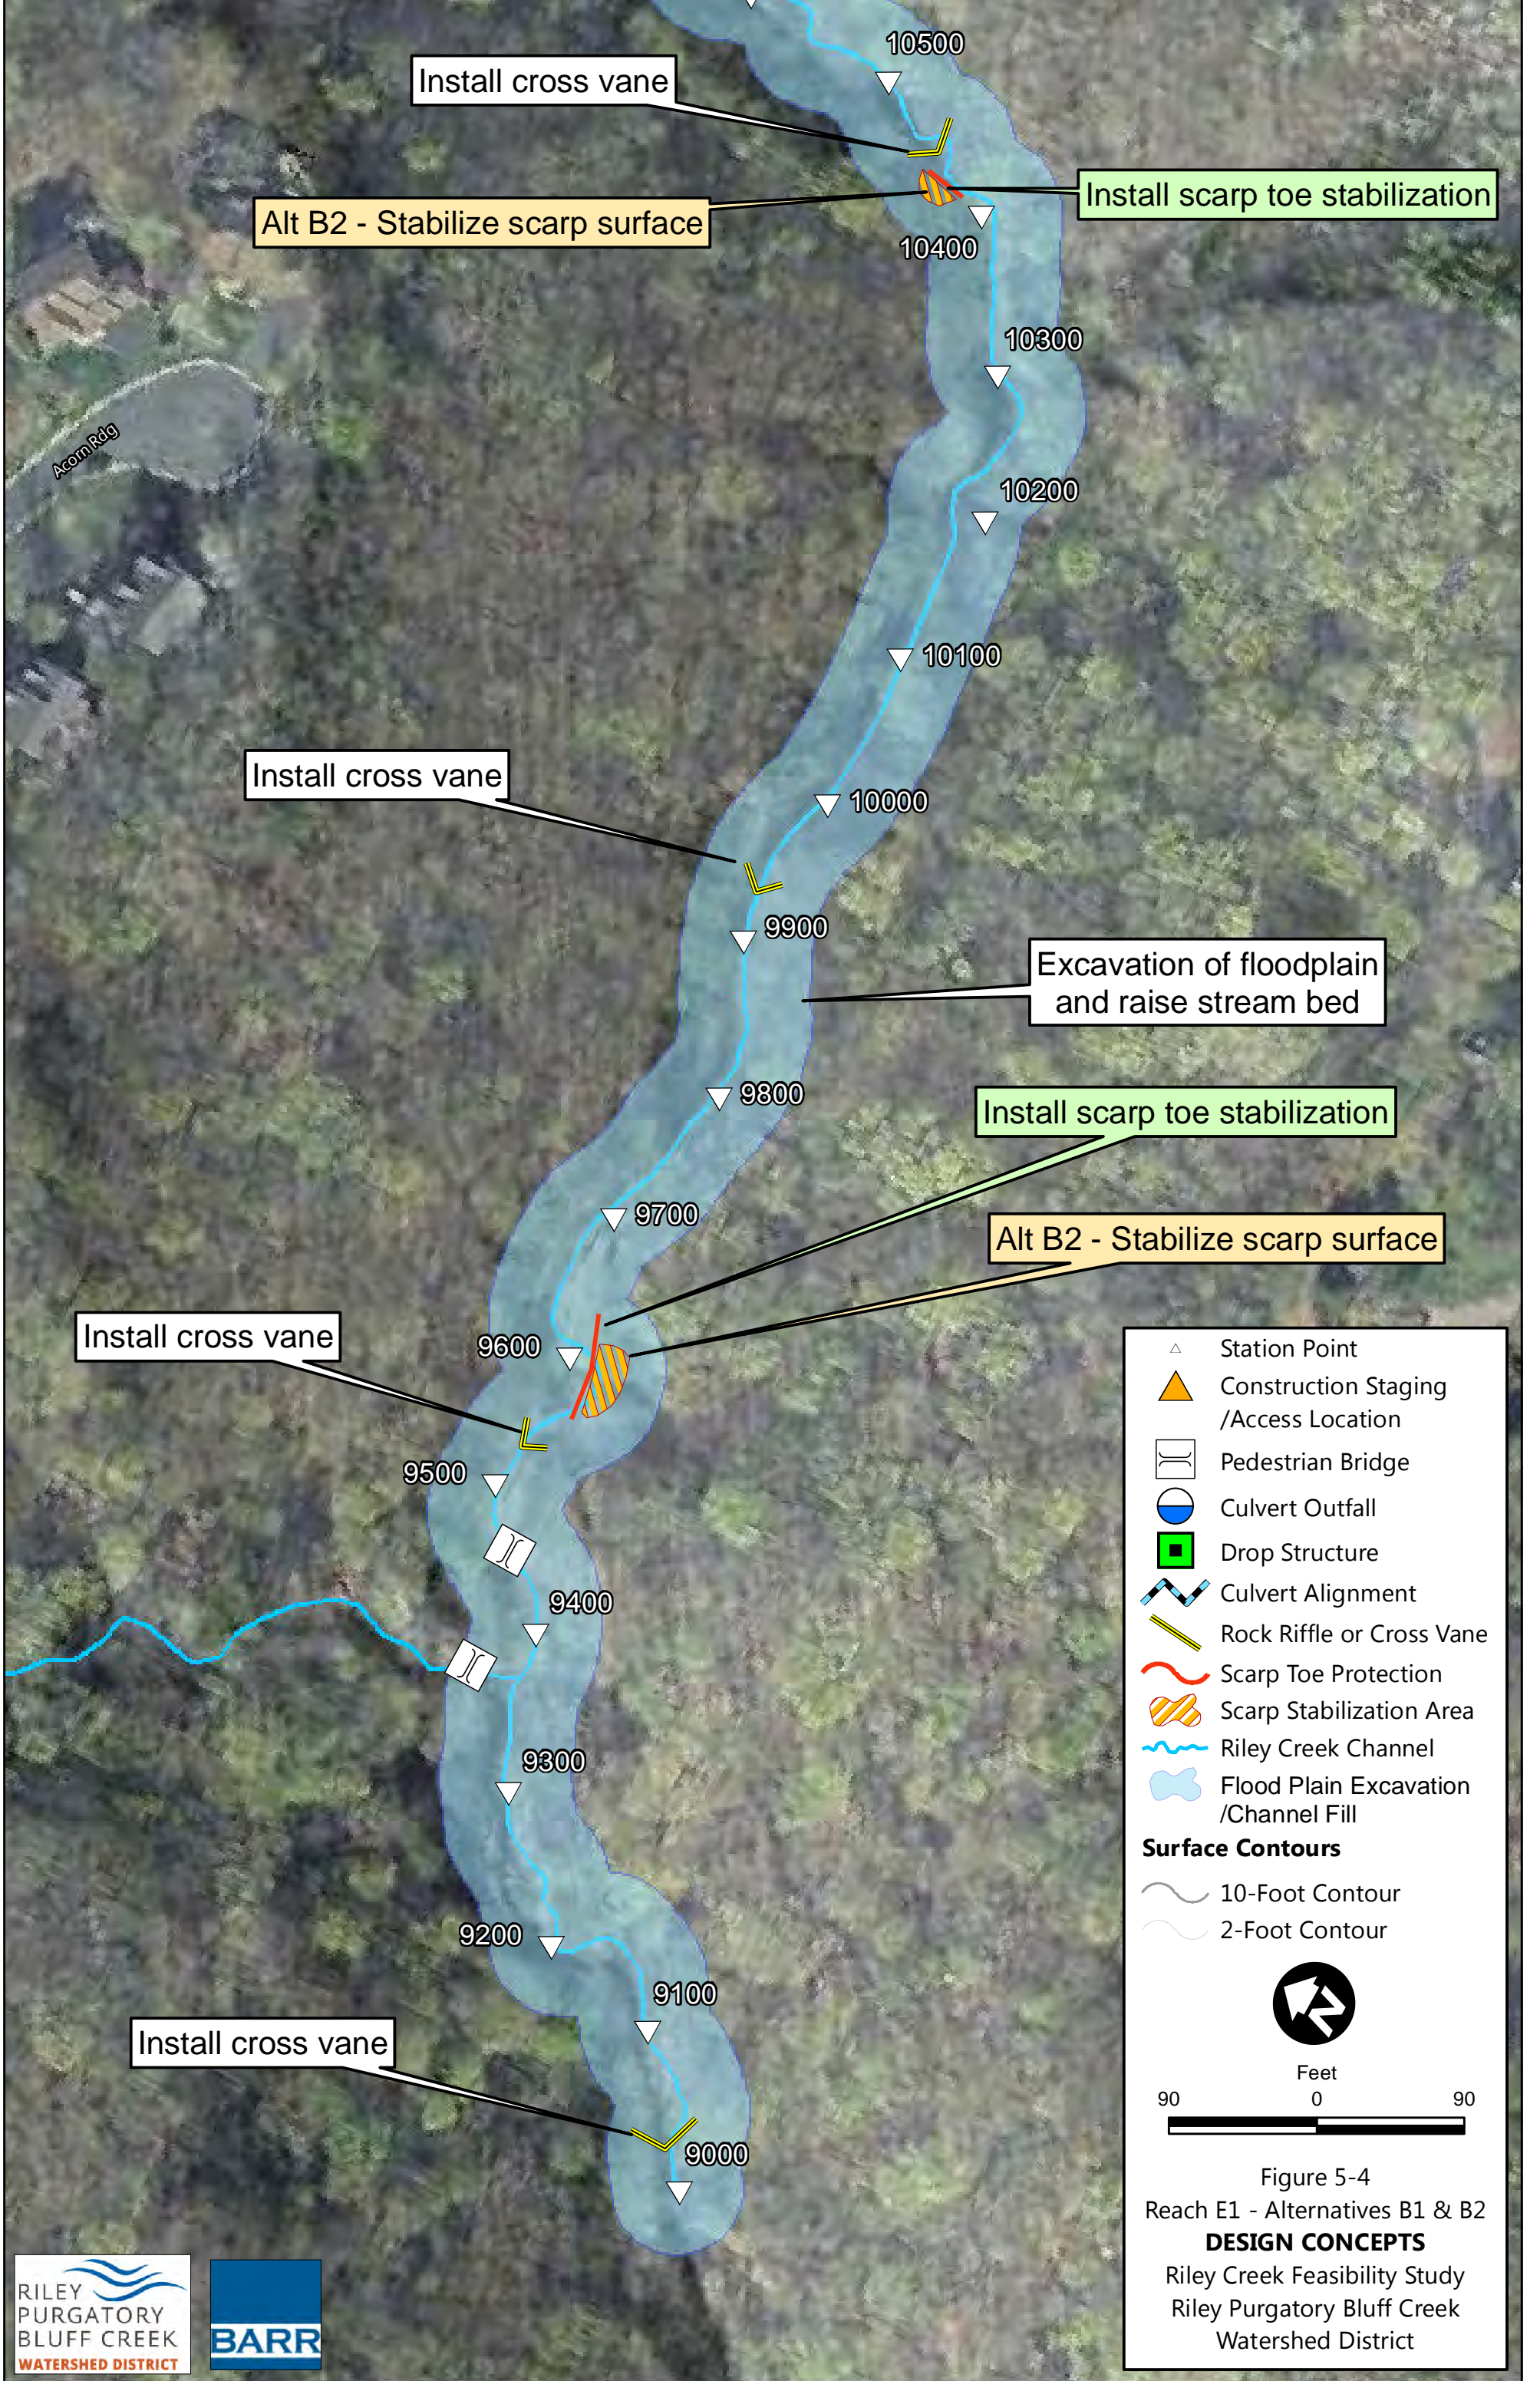 10500
Install cross vane
Install scarp toe stabilization
Alt B2 - Stabilize scarp surface
10400
10300
Acorn Rdg
10200
10100
Install cross vane
10000
9900
Excavation of floodplain
and raise stream bed
9800
Install scarp toe stabilization
9700
Alt B2 - Stabilize scarp surface
Install cross vane
9600
9500
9400
9300
9200
9100
Install cross vane
9000
Station Point
Construction Staging
/Access Location
Pedestrian Bridge
Culvert Outfall
Drop Structure
Culvert Alignment
Rock Riffle or Cross Vane
Scarp Toe Protection
Scarp Stabilization Area
Riley Creek Channel
Flood Plain Excavation
/Channel Fill
Surface Contours
10-Foot Contour
2-Foot Contour
N
Feet
90 0 90
Figure 5-4
Reach E1 - Alternatives B1 & B2
DESIGN CONCEPTS
Riley Creek Feasibility Study
Riley Purgatory Bluff Creek
Watershed District
RILEY
PURGATORY
BLUFF CREEK
WATERSHED DISTRICT
BARR